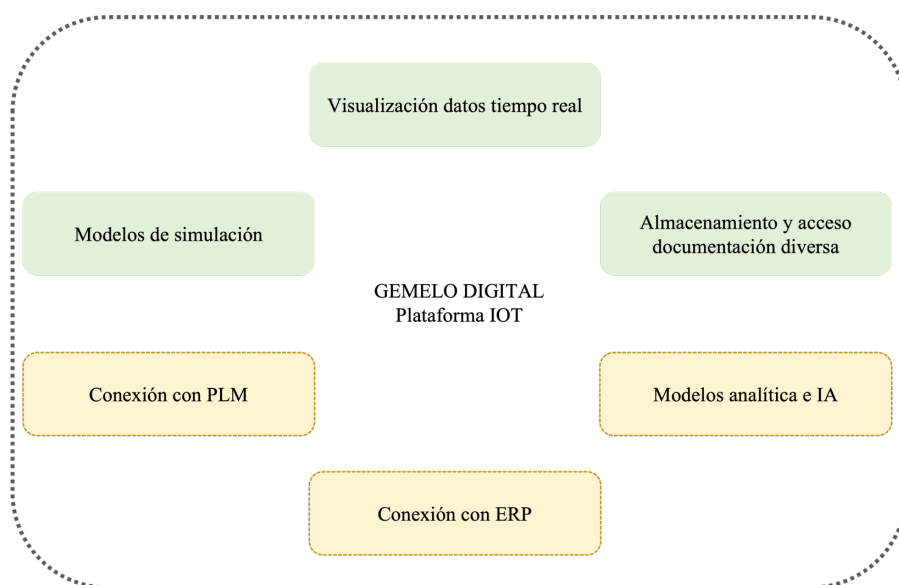 Visualización datos tiempo real
Modelos de simulación
Almacenamiento y acceso
documentación diversa
GEMELO DIGITAL
Plataforma IOT
Conexión con PLM
Modelos analítica e IA
Conexión con ERP